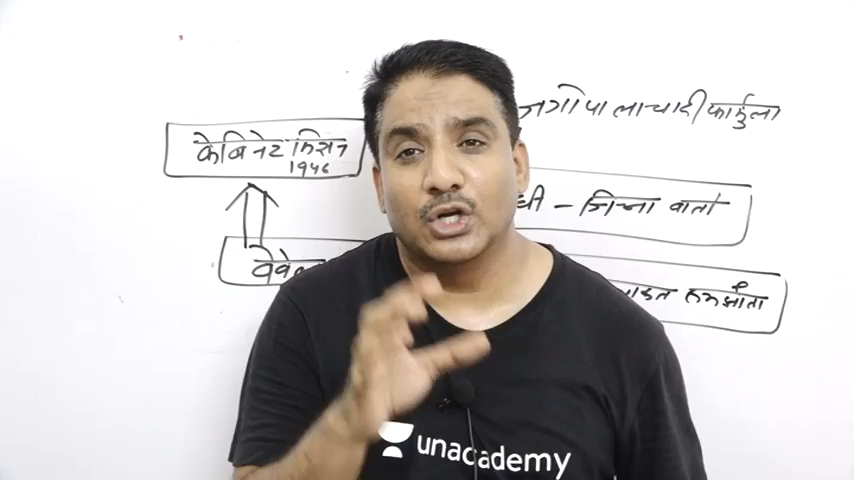 जगोपालाचारी फार्मुला
केबिनेट मिशन
1946
धी - जिन्ना वार्ता
वेवेल
समझौता
unacademy